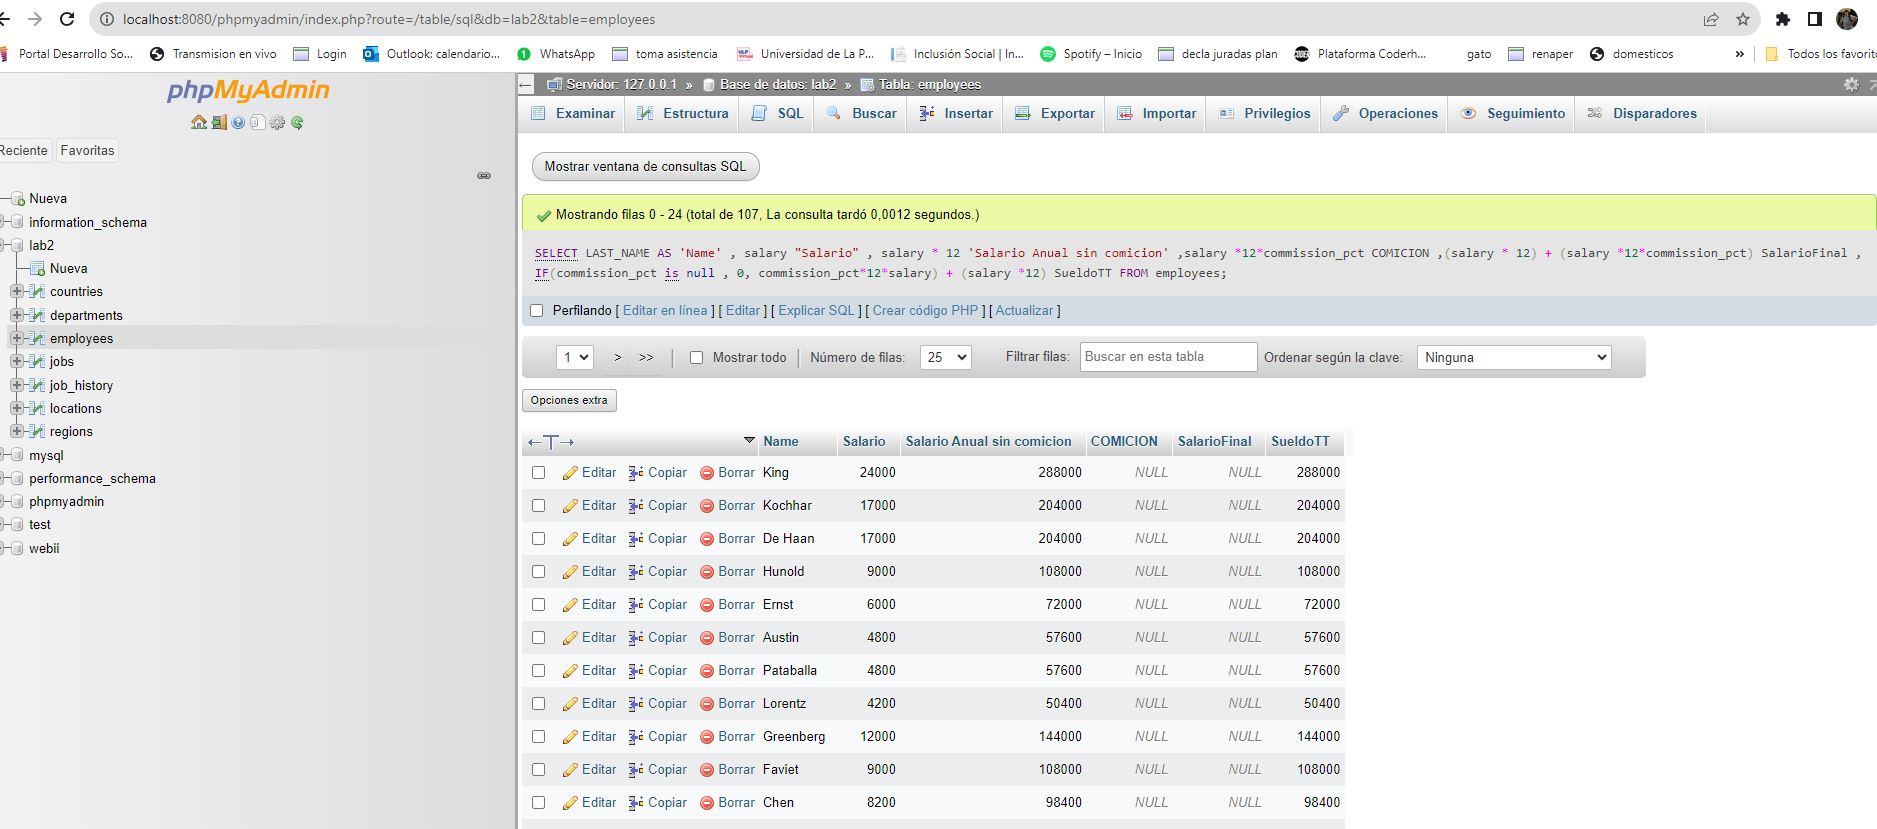 localhost:8080/phpmyadmin/index.php?route=/table/sql&db=lab2&table=employees
Portal Desarrollo So... Transmision en vivo Login Outlook: calendario... WhatsApp toma asistencia Universidad de La P... Inclusión Social | In... Spotify – Inicio decla juradas plan Plataforma Coderh... gato renaper domesticos » Todos los favorito
phpMyAdmin
Reciente Favoritas
Nueva
information_schema
lab2
Nueva
countries
departments
employees
jobs
job_history
locations
regions
mysql
performance_schema
phpmyadmin
test
webii
Servidor: 127.0.0.1 » Base de datos: lab2 » Tabla: employees
Examinar Estructura SQL Buscar Insertar Exportar Importar Privilegios Operaciones Seguimiento Disparadores
Mostrar ventana de consultas SQL
Mostrando filas 0 - 24 (total de 107, La consulta tardó 0,0012 segundos.)
SELECT LAST_NAME AS 'Name' , salary "Salario" , salary * 12 'Salario Anual sin comicion' ,salary *12*commission_pct COMICION ,(salary * 12) + (salary *12*commission_pct) SalarioFinal ,
IF(commission_pct is null , 0, commission_pct*12*salary) + (salary *12) SueldoTT FROM employees;
Perfilando [ Editar en línea ] [ Editar ] [ Explicar SQL ] [ Crear código PHP ] [ Actualizar ]
1 > >> | Mostrar todo | Número de filas: 25 Filtrar filas: Buscar en esta tabla Ordenar según la clave: Ninguna
Opciones extra
←T→ Name Salario Salario Anual sin comicion COMICION SalarioFinal SueldoTT
Editar Copiar Borrar King 24000 288000 NULL NULL 288000
Editar Copiar Borrar Kochhar 17000 204000 NULL NULL 204000
Editar Copiar Borrar De Haan 17000 204000 NULL NULL 204000
Editar Copiar Borrar Hunold 9000 108000 NULL NULL 108000
Editar Copiar Borrar Ernst 6000 72000 NULL NULL 72000
Editar Copiar Borrar Austin 4800 57600 NULL NULL 57600
Editar Copiar Borrar Pataballa 4800 57600 NULL NULL 57600
Editar Copiar Borrar Lorentz 4200 50400 NULL NULL 50400
Editar Copiar Borrar Greenberg 12000 144000 NULL NULL 144000
Editar Copiar Borrar Faviet 9000 108000 NULL NULL 108000
Editar Copiar Borrar Chen 8200 98400 NULL NULL 98400